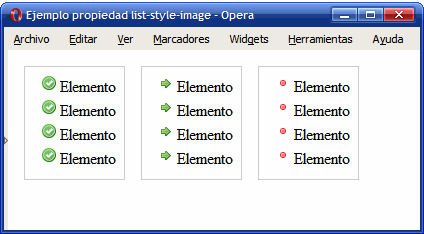 Ejemplo propiedad list-style-image - Opera
Archivo Editar Ver Marcadores Widgets Herramientas Ayuda
Elemento Elemento Elemento
Elemento Elemento Elemento
Elemento Elemento Elemento
Elemento Elemento Elemento